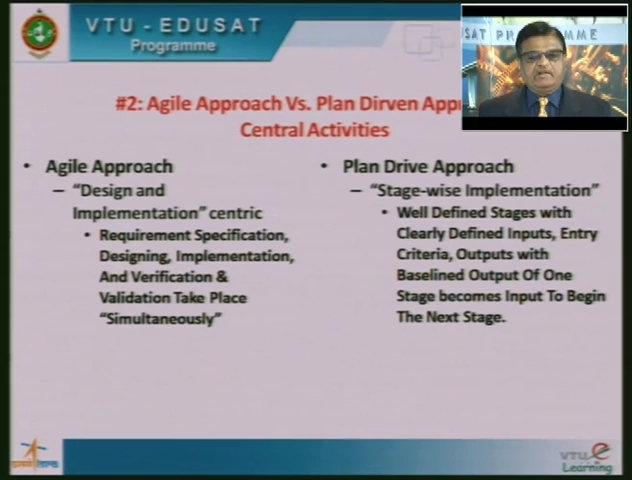 VTU - EDUSAT
Programme
#2: Agile Approach Vs. Plan Dirven
Central Activities
• Agile Approach
– "Design and
Implementation" centric
• Requirement Specification,
Designing, Implementation,
And Verification &
Validation Take Place
"Simultaneously"
• Plan Drive Approach
– "Stage-wise Implementation"
• Well Defined Stages with
Clearly Defined Inputs, Entry
Criteria, Outputs with
Baselined Output Of One
Stage becomes Input To Begin
The Next Stage.
VTU e
Learning